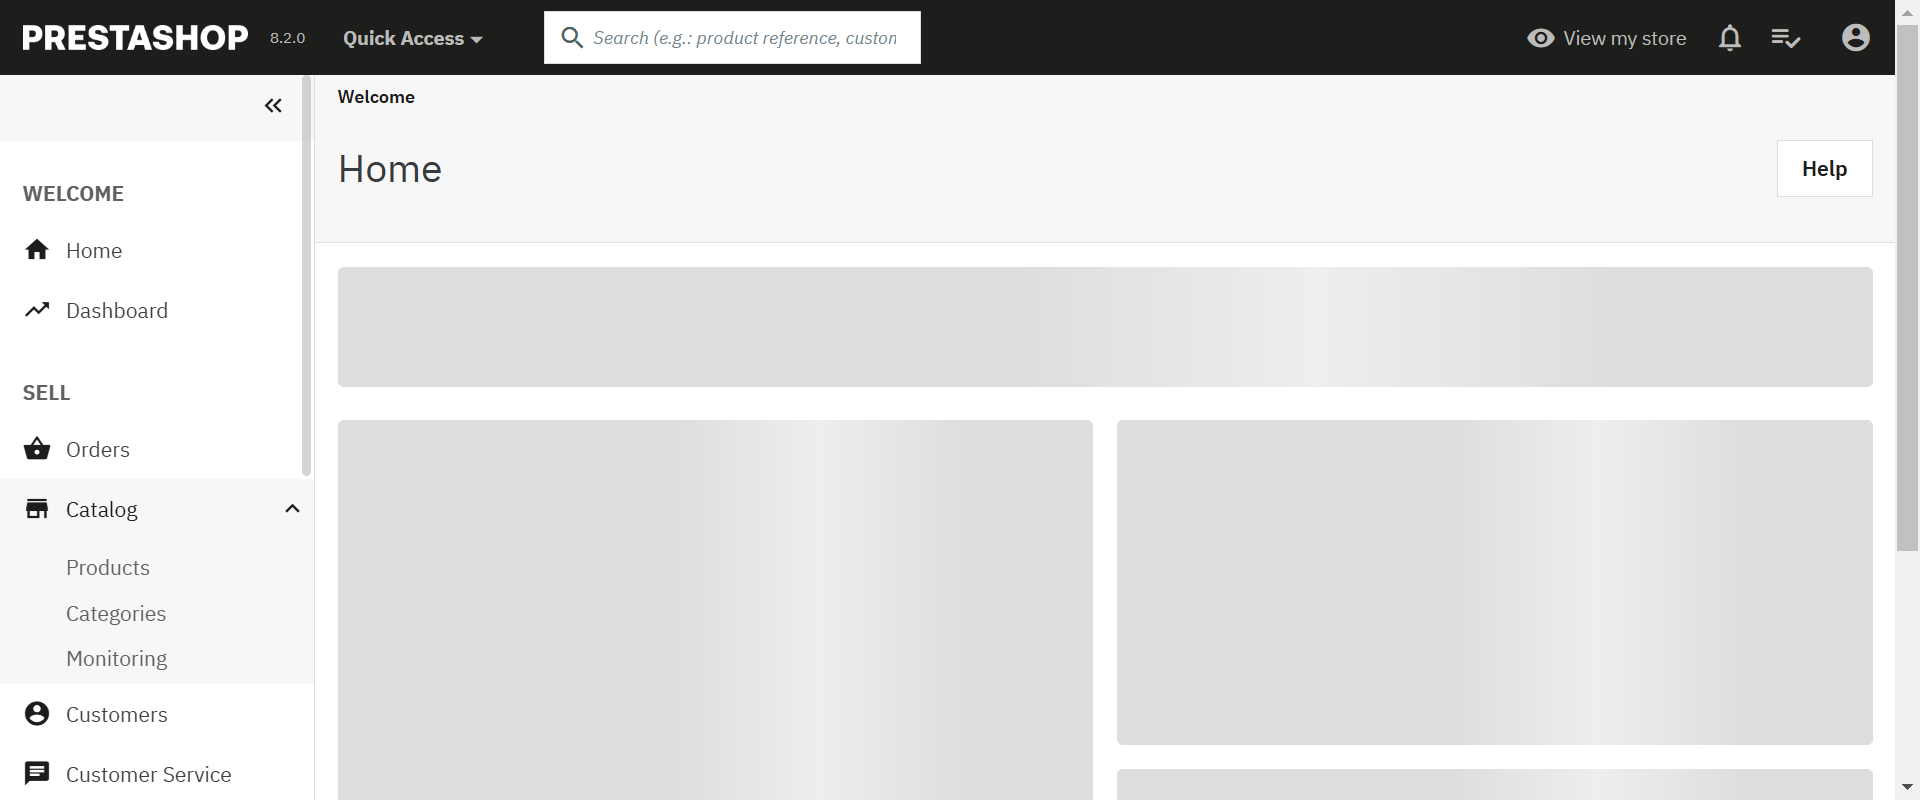 PRESTASHOP 8.2.0 Quick Access Search (e.g.: product reference, custon View my store
Welcome
Home
Help
WELCOME
Home
Dashboard
SELL
Orders
Catalog
Products
Categories
Monitoring
Customers
Customer Service